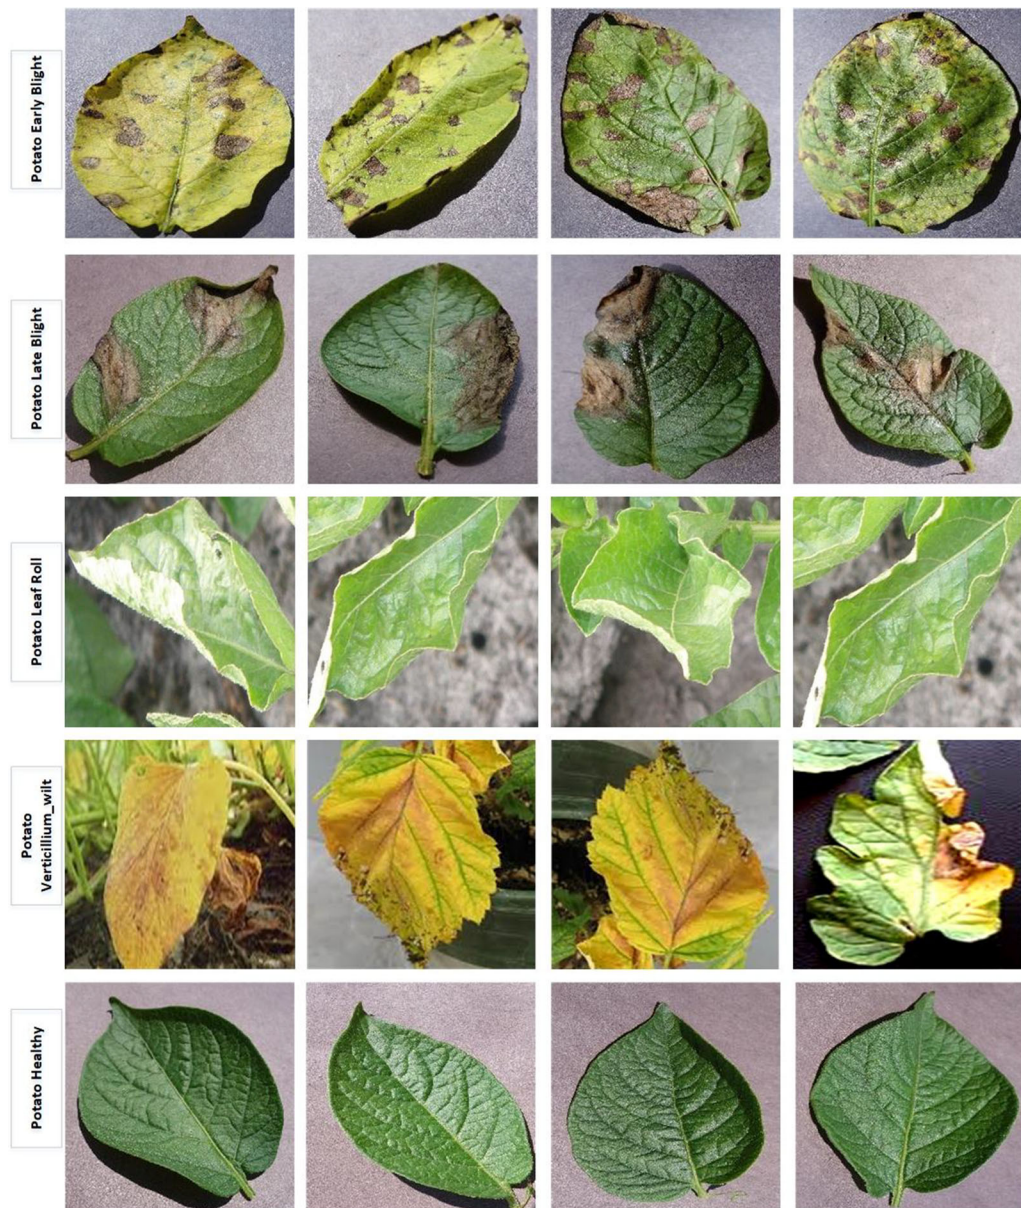 Potato Early Blight
Potato Late Blight
Potato Leaf Roll
Potato
Verticillium_wilt
Potato Healthy